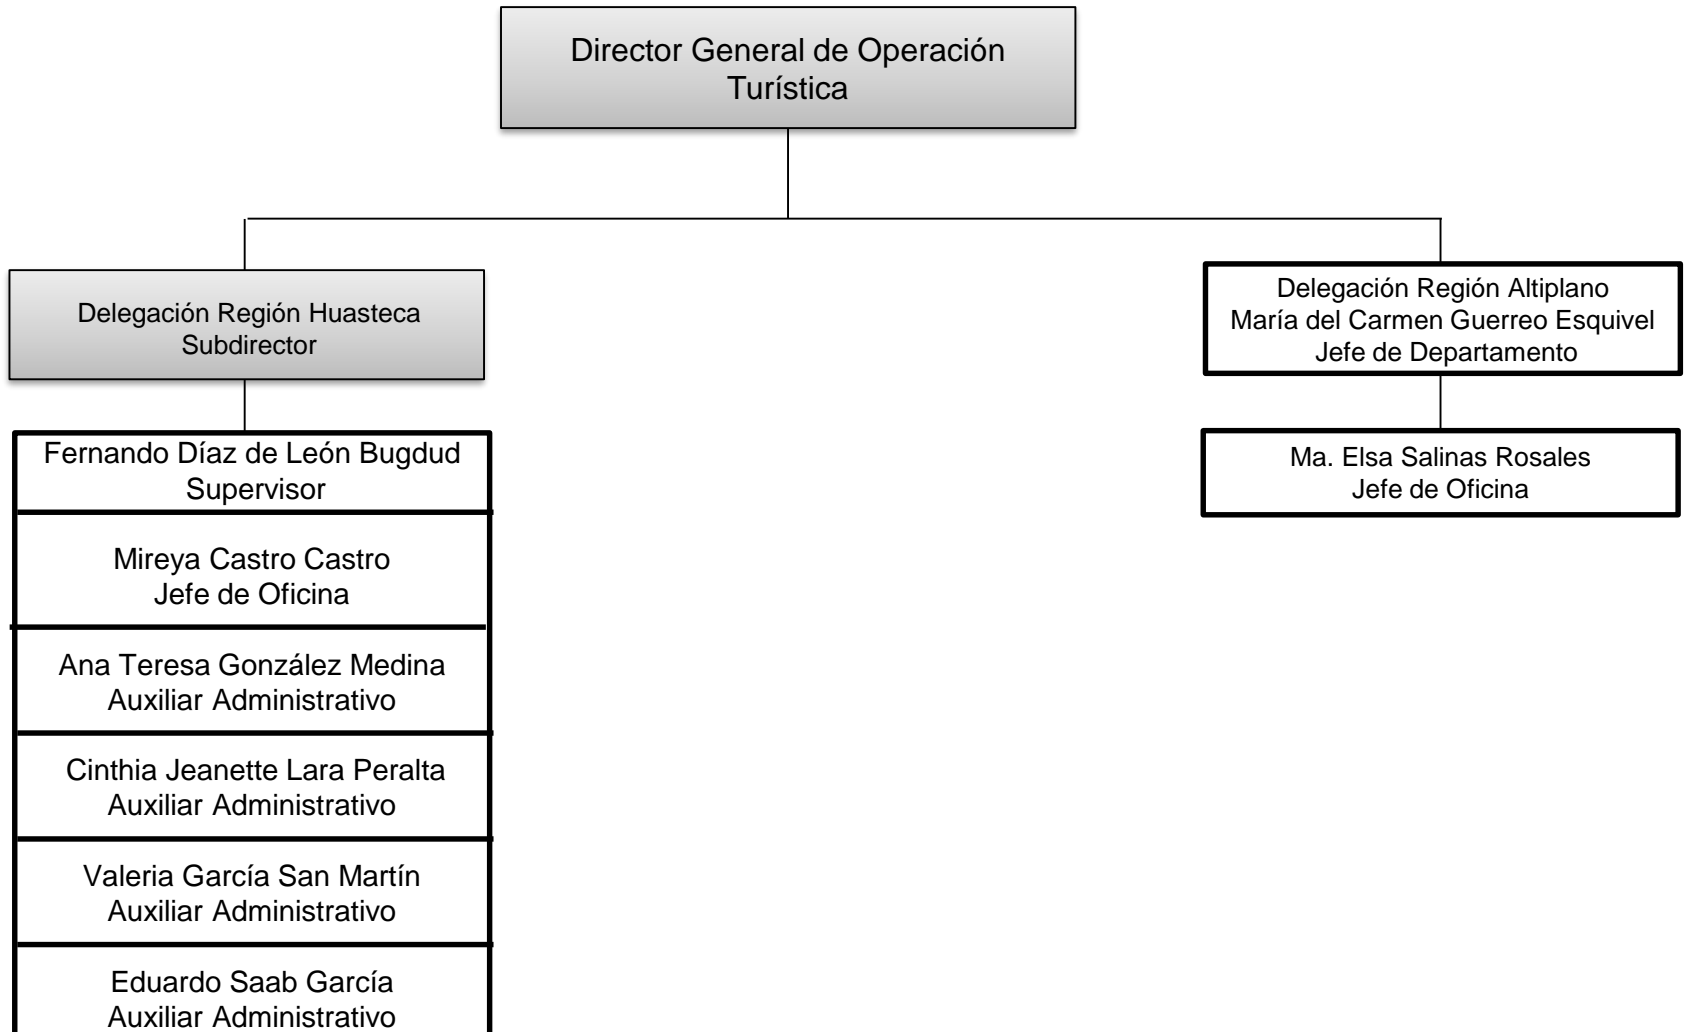 Director General de Operación
Turística
Delegación Región Huasteca
Subdirector
Fernando Díaz de León Bugdud
Supervisor
Mireya Castro Castro
Jefe de Oficina
Ana Teresa González Medina
Auxiliar Administrativo
Cinthia Jeanette Lara Peralta
Auxiliar Administrativo
Valeria García San Martín
Auxiliar Administrativo
Eduardo Saab García
Auxiliar Administrativo
Delegación Región Altiplano
María del Carmen Guerreo Esquivel
Jefe de Departamento
Ma. Elsa Salinas Rosales
Jefe de Oficina